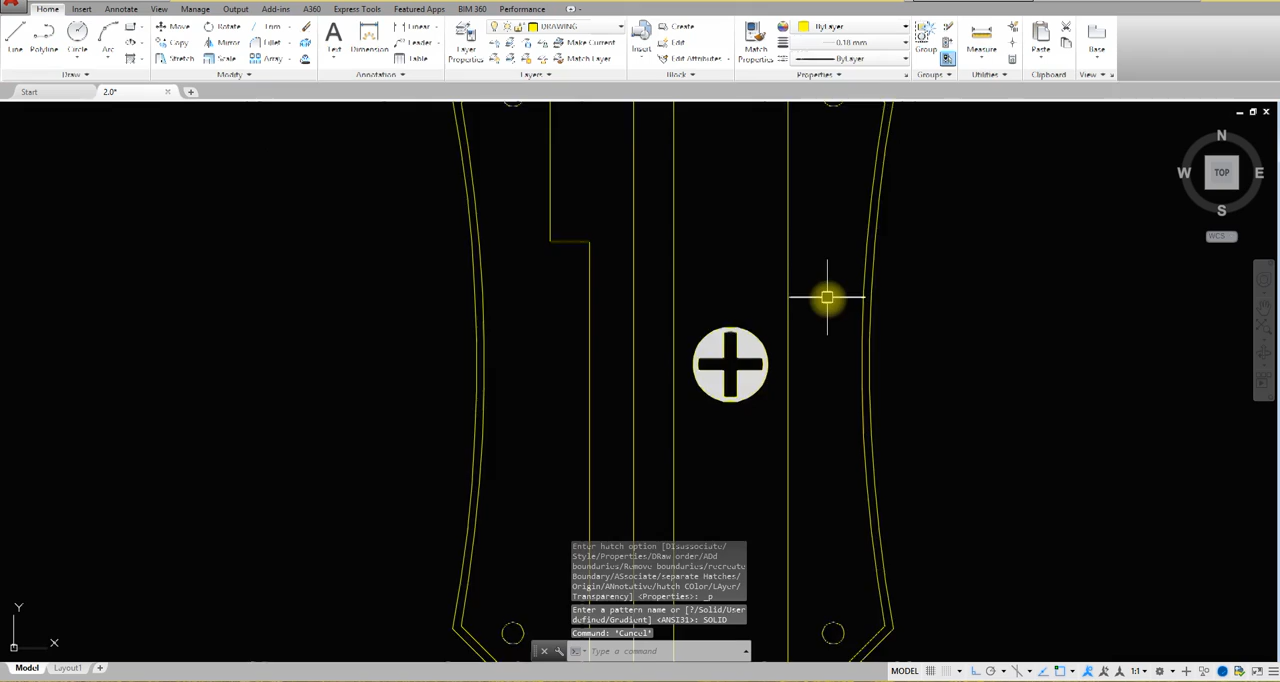 Home Insert Annotate View Manage Output Add-ins A360 Express Tools Featured Apps BIM 360 Performance
Line Polyline Circle Arc
Move Rotate Trim
Copy Mirror Fillet
Stretch Scale Array
Text Dimension
Linear
Leader
Table
Layer
Properties
DRAWING
Make Current
Match Layer
Insert
Create
Edit
Edit Attributes
Match
Properties
ByLayer
0.18 mm
ByLayer
Group
Measure
Paste
Base
Draw Modify Annotation Layers Block Properties Groups Utilities Clipboard View
Start 2.0*
N
W TOP E
S
WCS
Enter hatch option [DIsassociate/
Style/Properties/DRaw order/ADd
boundaries/Remove boundaries/recreate
Boundary/ASsociate/separate Hatches/
Origin/ANnotative/hatch COlor/LAyer/
Transparency] <Properties>: _p
Enter a pattern name or [?/Solid/User
defined/Gradient] <ANSI31>: SOLID
Command: *Cancel*
Type a command
Y
X
Model Layout1 +
MODEL 1:1